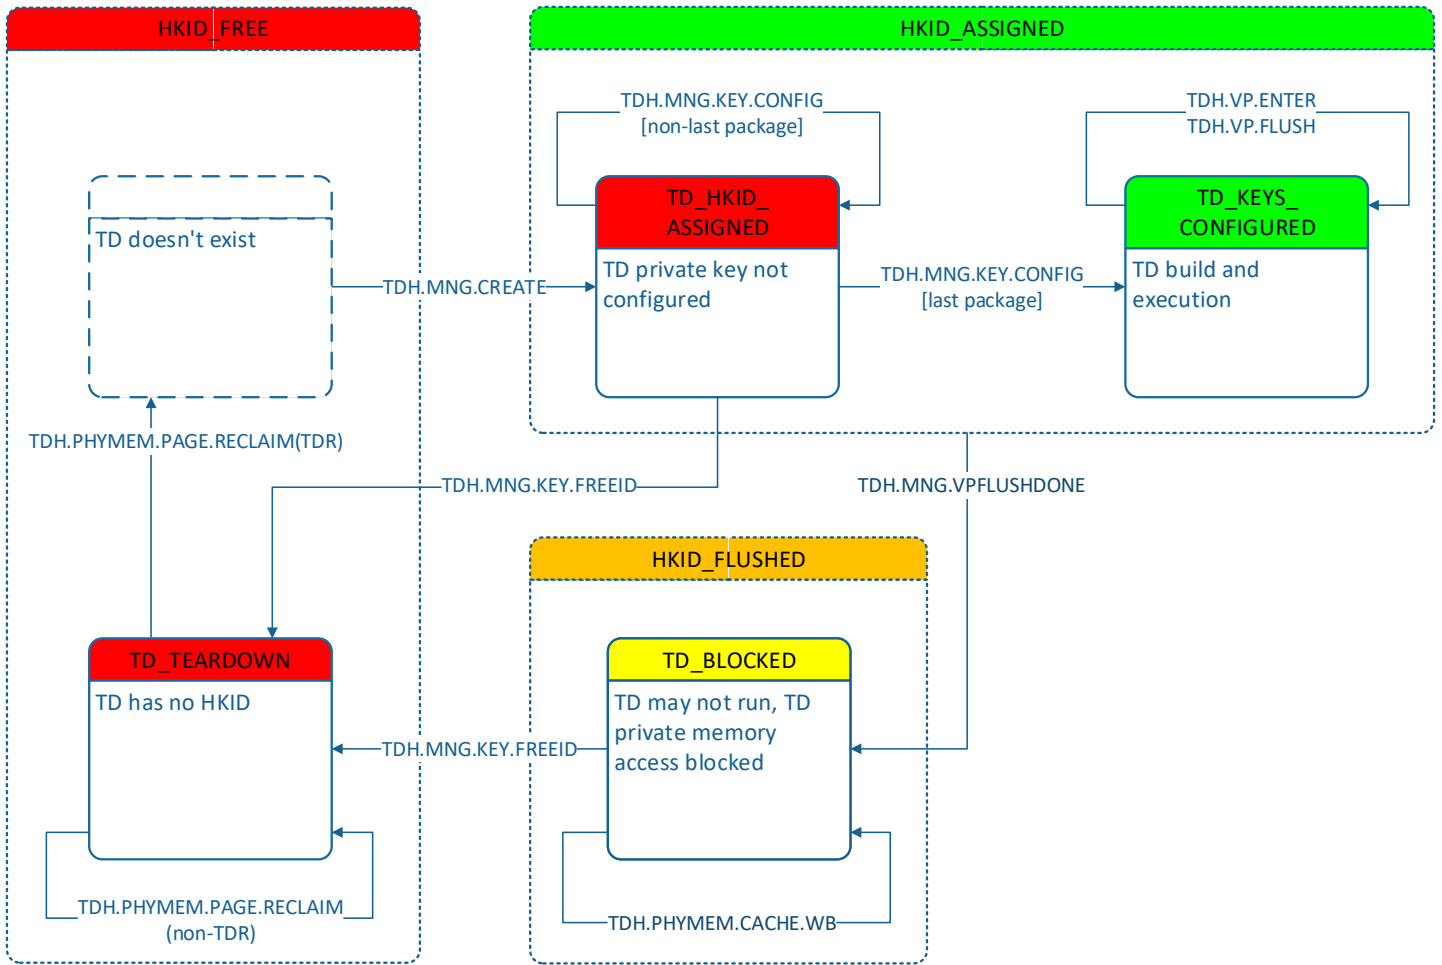 HKID_FREE
HKID_ASSIGNED
TDH.MNG.KEY.CONFIG
[non-last package]
TDH.VP.ENTER
TDH.VP.FLUSH
TD doesn't exist
TD_HKID_
ASSIGNED
TD private key not
configured
TD_KEYS_
CONFIGURED
TD build and
execution
TDH.MNG.CREATE
TDH.MNG.KEY.CONFIG
[last package]
TDH.PHYMEM.PAGE.RECLAIM(TDR)
TDH.MNG.KEY.FREEID
TDH.MNG.VPFLUSHDONE
HKID_FLUSHED
TD_TEARDOWN
TD has no HKID
TD_BLOCKED
TD may not run, TD
private memory
access blocked
TDH.MNG.KEY.FREEID
TDH.PHYMEM.PAGE.RECLAIM
(non-TDR)
TDH.PHYMEM.CACHE.WB